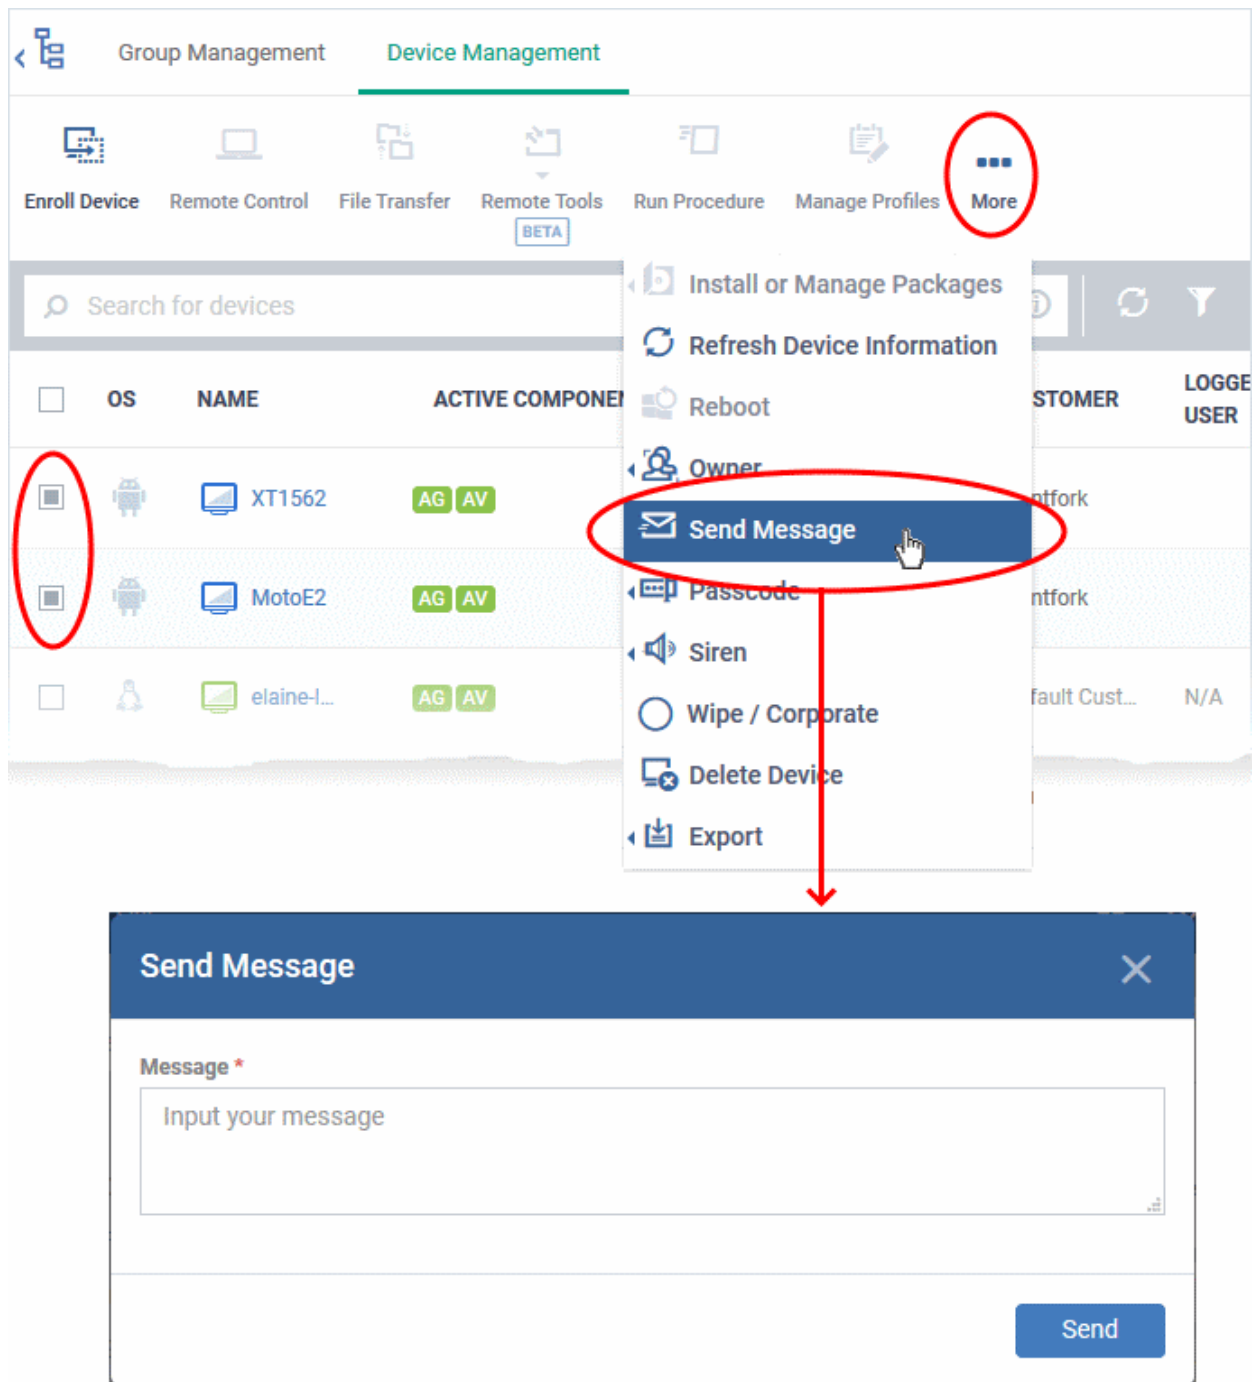 Group Management
Device Management
Enroll Device
Remote Control
File Transfer
Remote Tools
BETA
Run Procedure
Manage Profiles
More
Search for devices
Install or Manage Packages
Refresh Device Information
Reboot
Owner
Send Message
Passcode
Siren
Wipe / Corporate
Delete Device
Export
OS
NAME
ACTIVE COMPONE
STOMER
LOGGE
USER
XT1562
AG
AV
ntfork
MotoE2
AG
AV
ntfork
elaine-l...
AG
AV
fault Cust...
N/A
Send Message
Message *
Input your message
Send